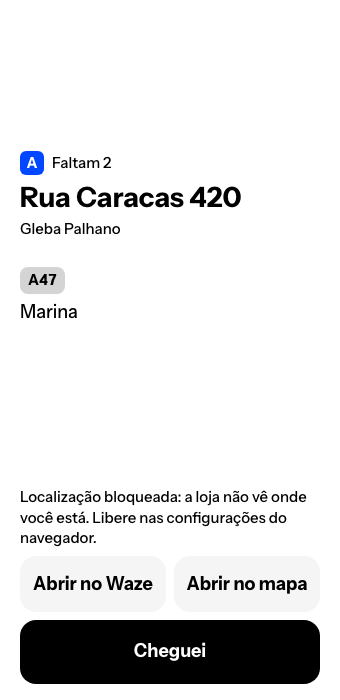 A Faltam 2
Rua Caracas 420
Gleba Palhano
A47
Marina
Localização bloqueada: a loja não vê onde
você está. Libere nas configurações do
navegador.
Abrir no Waze Abrir no mapa
Cheguei